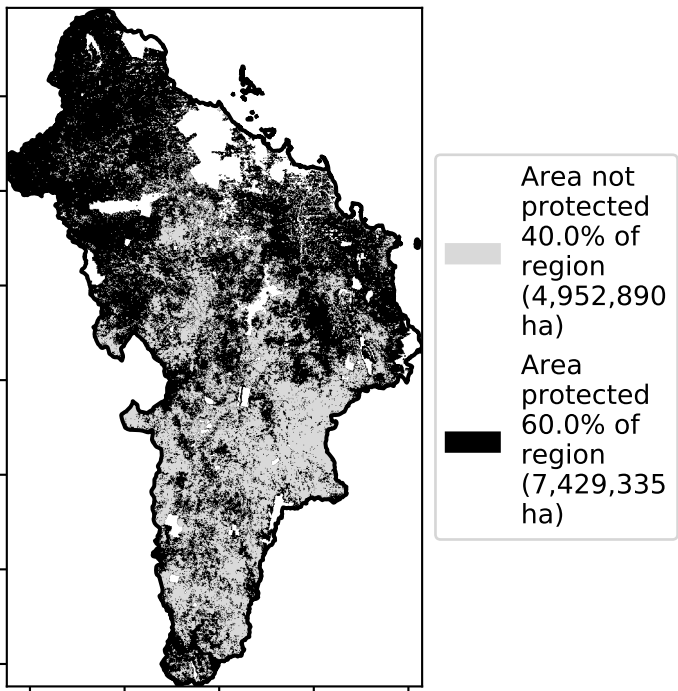 Area not
protected
40.0% of
region
(4,952,890
ha)
Area
protected
60.0% of
region
(7,429,335
ha)